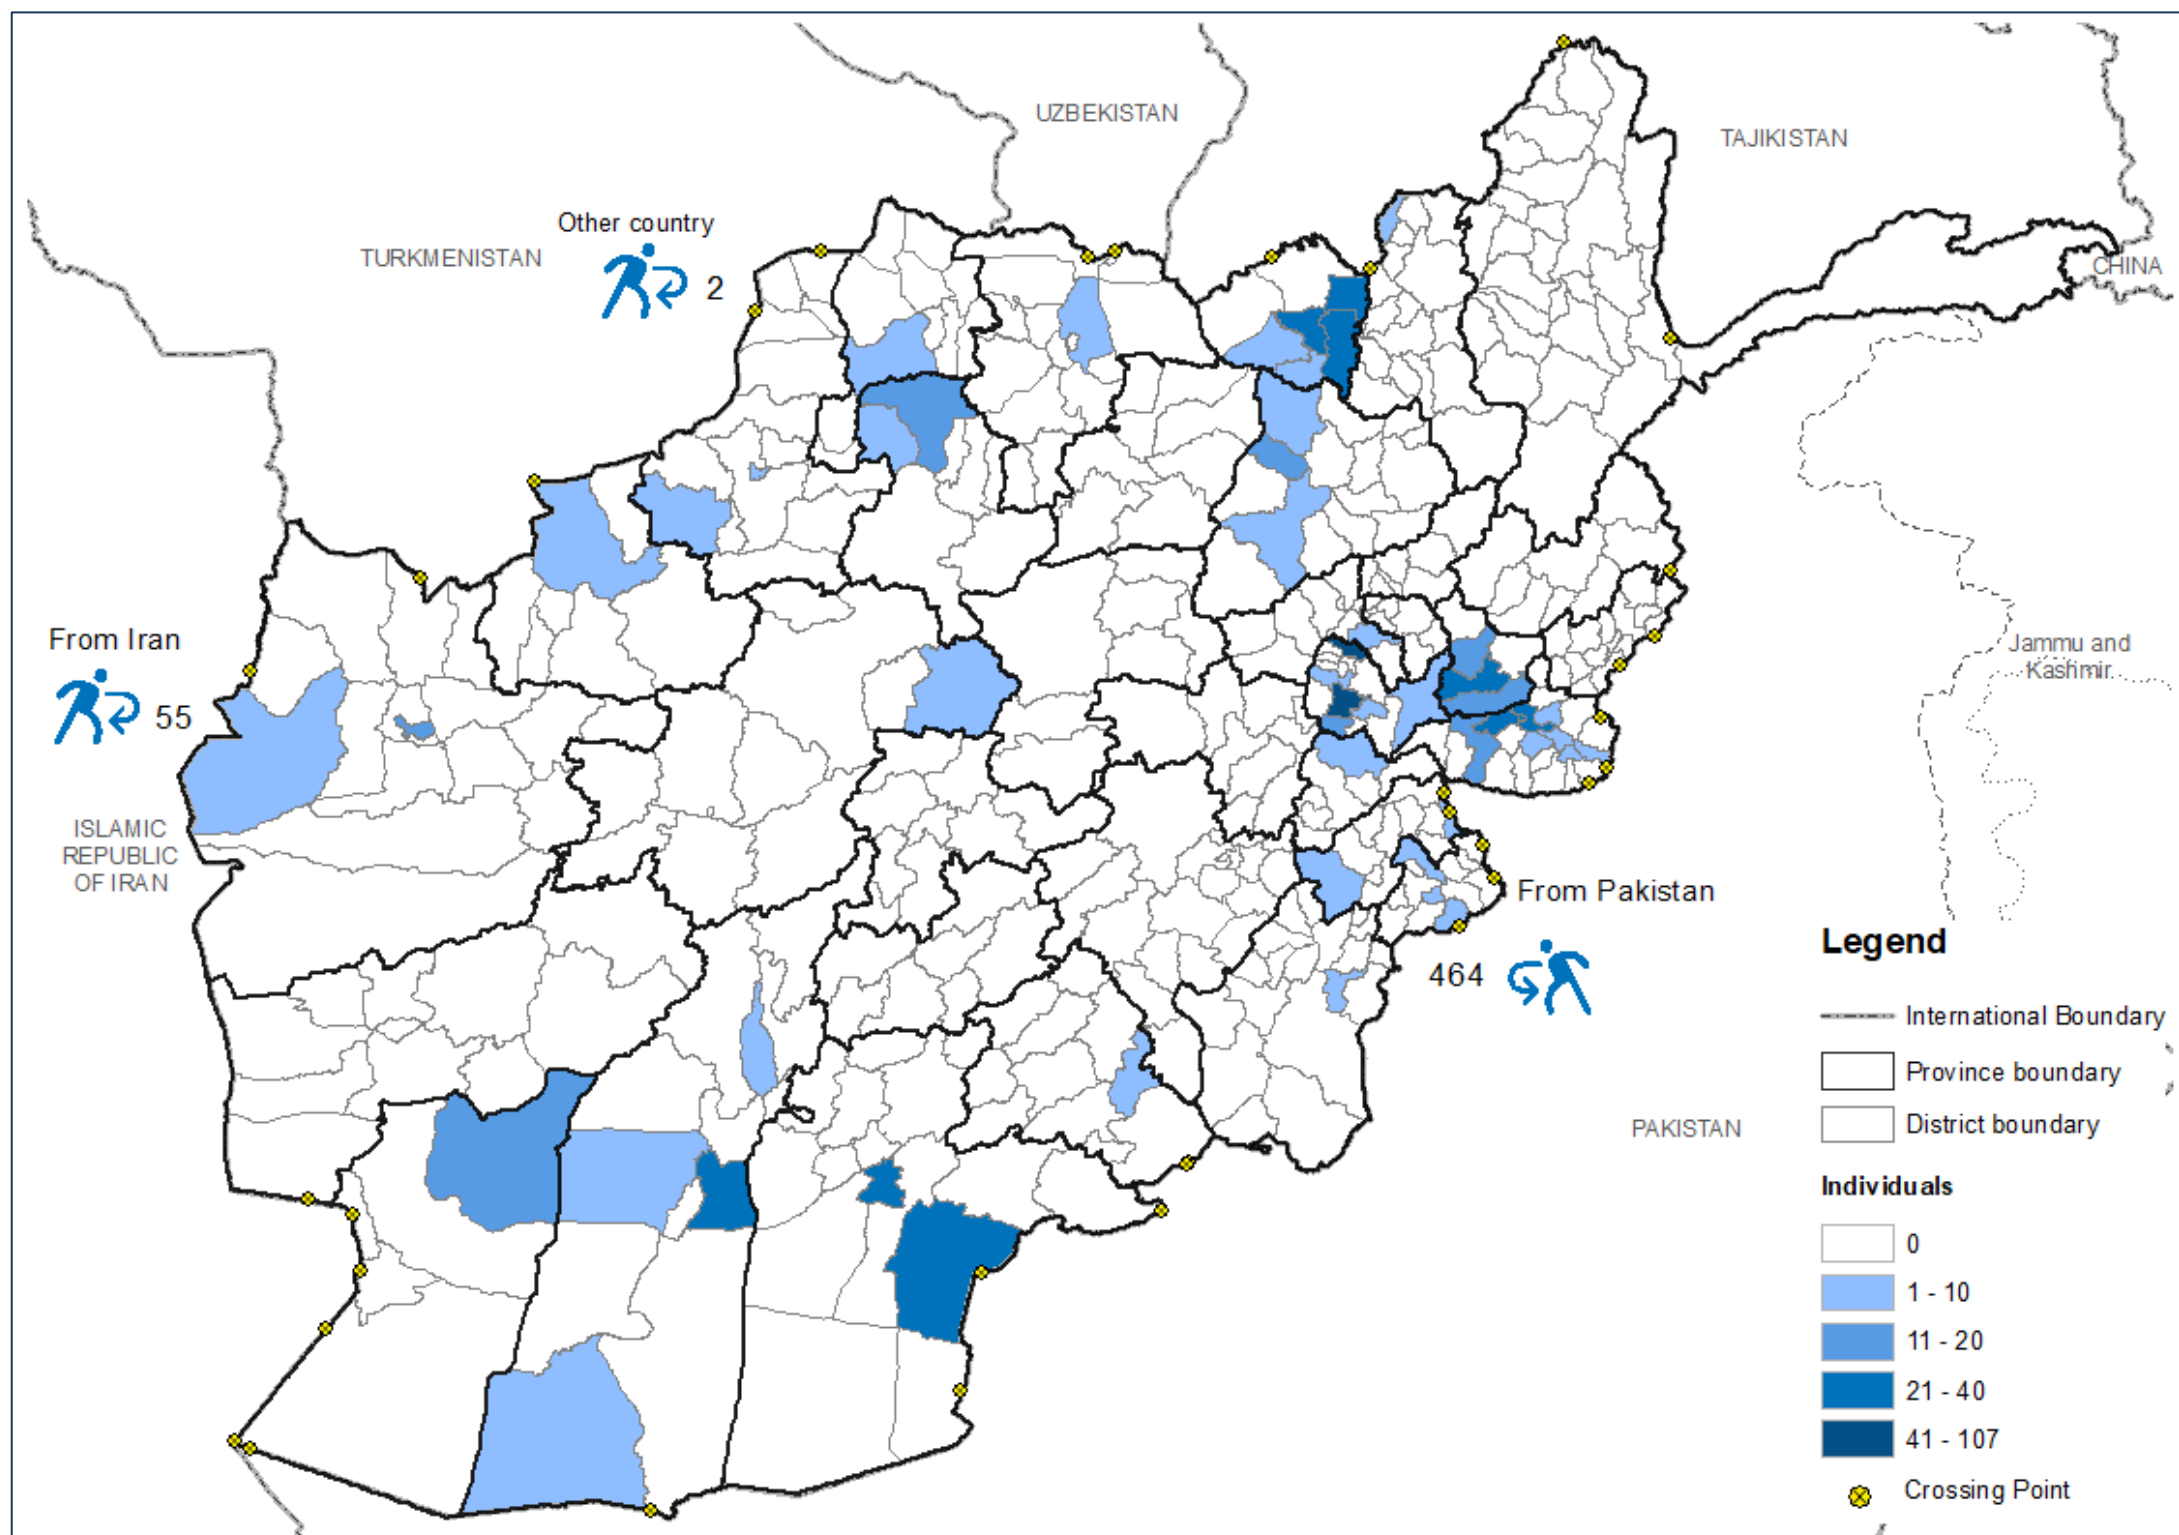 UZBEKISTAN
TAJIKISTAN
Other country
2
TURKMENISTAN
CHINA
From Iran
55
Jammu and
Kashmir
ISLAMIC
REPUBLIC
OF IRAN
From Pakistan
464
PAKISTAN
Legend
International Boundary
Province boundary
District boundary
Individuals
0
1 - 10
11 - 20
21 - 40
41 - 107
Crossing Point